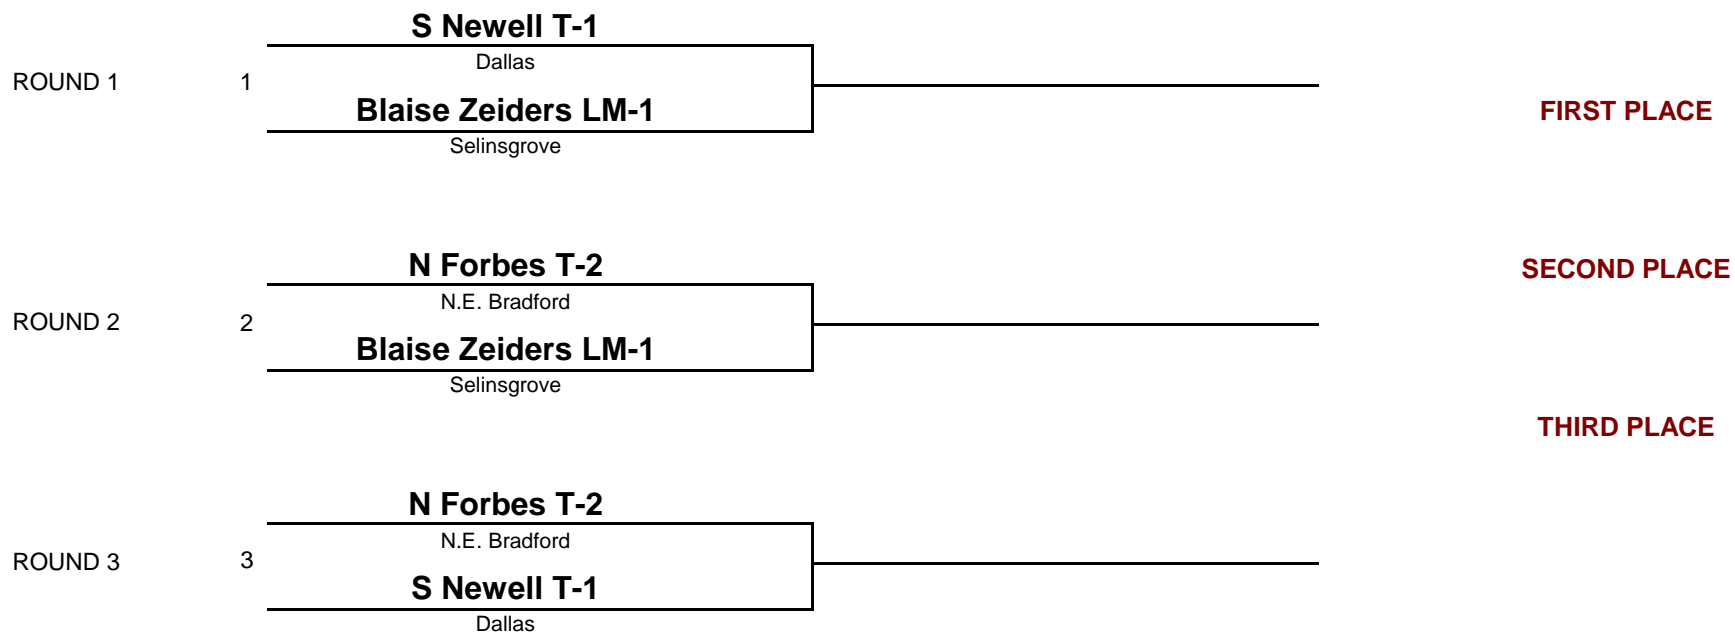 S Newell T-1
Dallas
ROUND 1
1
Blaise Zeiders LM-1
Selinsgrove
FIRST PLACE
N Forbes T-2
N.E. Bradford
ROUND 2
2
Blaise Zeiders LM-1
Selinsgrove
SECOND PLACE
THIRD PLACE
N Forbes T-2
N.E. Bradford
ROUND 3
3
S Newell T-1
Dallas